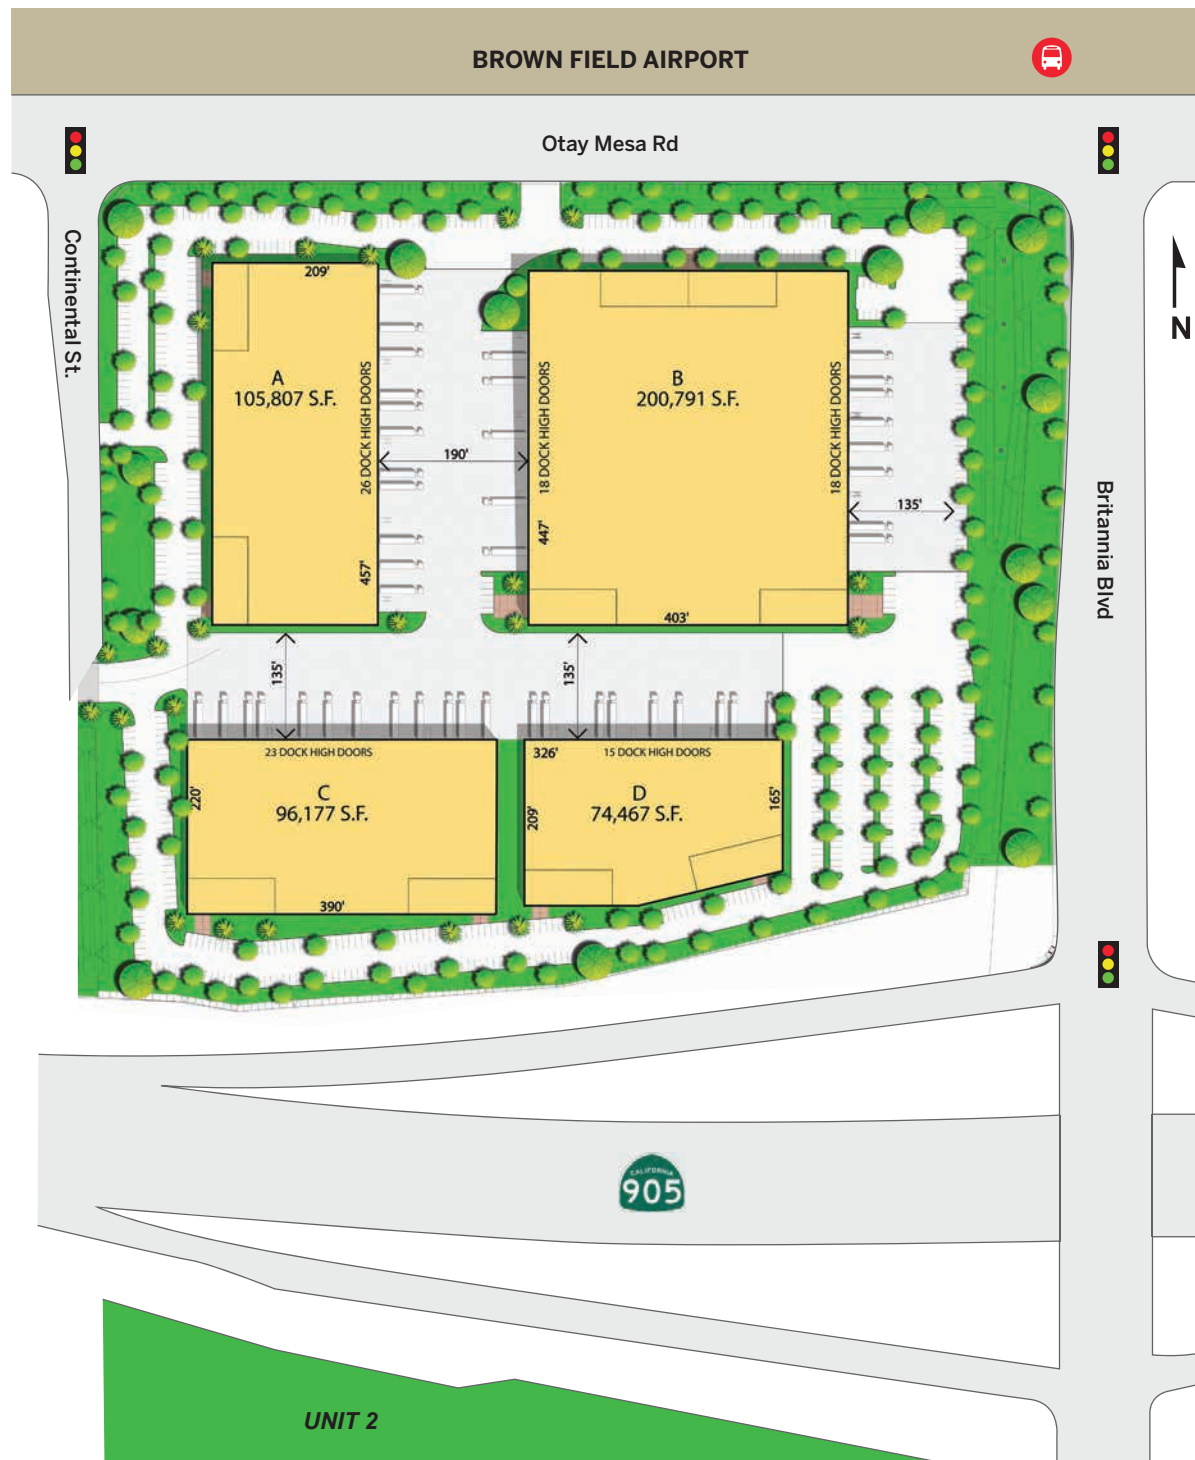 BROWN FIELD AIRPORT
Otay Mesa Rd
Continental St.
N
209'
A
105,807 S.F.
26 DOCK HIGH DOORS
457'
190'
B
200,791 S.F.
18 DOCK HIGH DOORS
18 DOCK HIGH DOORS
447'
403'
135'
Britannia Blvd
135'
135'
23 DOCK HIGH DOORS
C
96,177 S.F.
220'
390'
326'
15 DOCK HIGH DOORS
D
74,467 S.F.
209'
165'
CALIFORNIA
905
UNIT 2